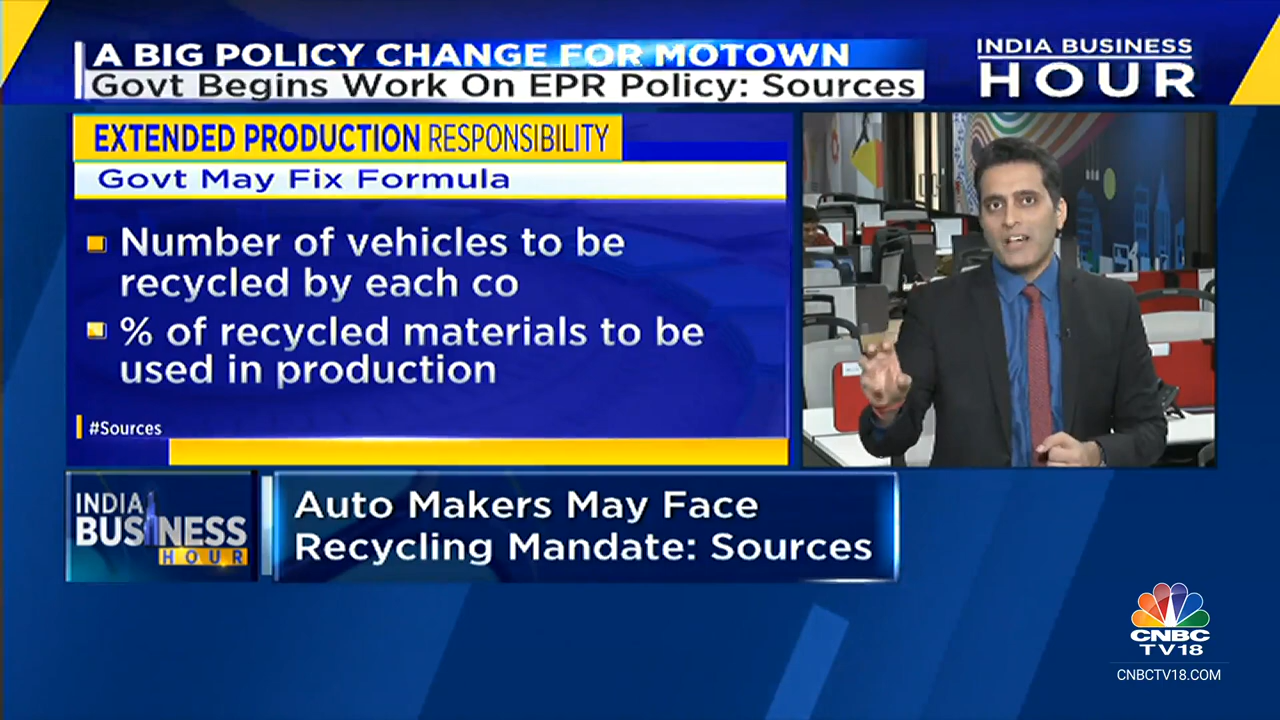 A BIG POLICY CHANGE FOR MOTOWN
Govt Begins Work On EPR Policy: Sources
INDIA BUSINESS
HOUR
EXTENDED PRODUCTION RESPONSIBILITY
Govt May Fix Formula
Number of vehicles to be
recycled by each co
% of recycled materials to be
used in production
#Sources
INDIA
BUSINESS
HOUR
Auto Makers May Face
Recycling Mandate: Sources
CNBC
TV18
CNBCTV18.COM